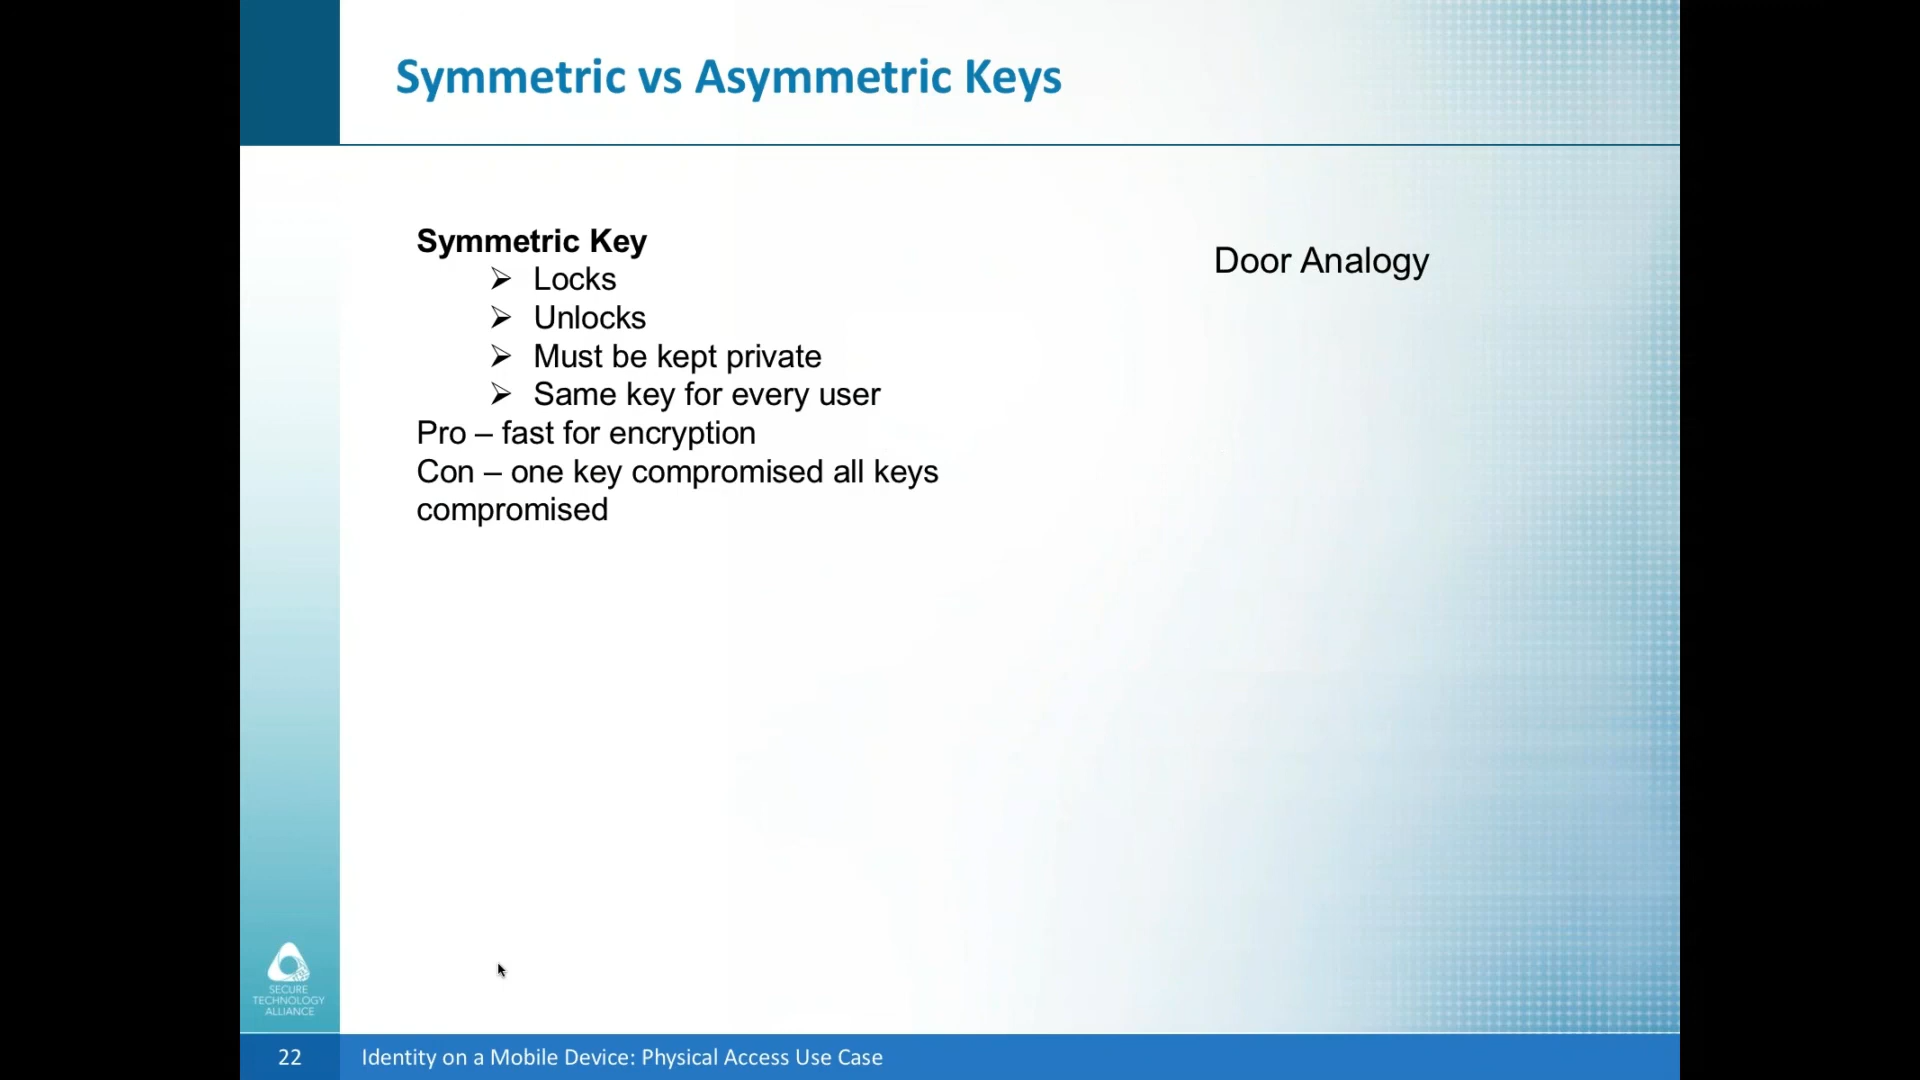 Symmetric vs Asymmetric Keys
Symmetric Key
➢ Locks
➢ Unlocks
➢ Must be kept private
➢ Same key for every user
Pro – fast for encryption
Con – one key compromised all keys
compromised
Door Analogy
SECURE
TECHNOLOGY
ALLIANCE
22 Identity on a Mobile Device: Physical Access Use Case